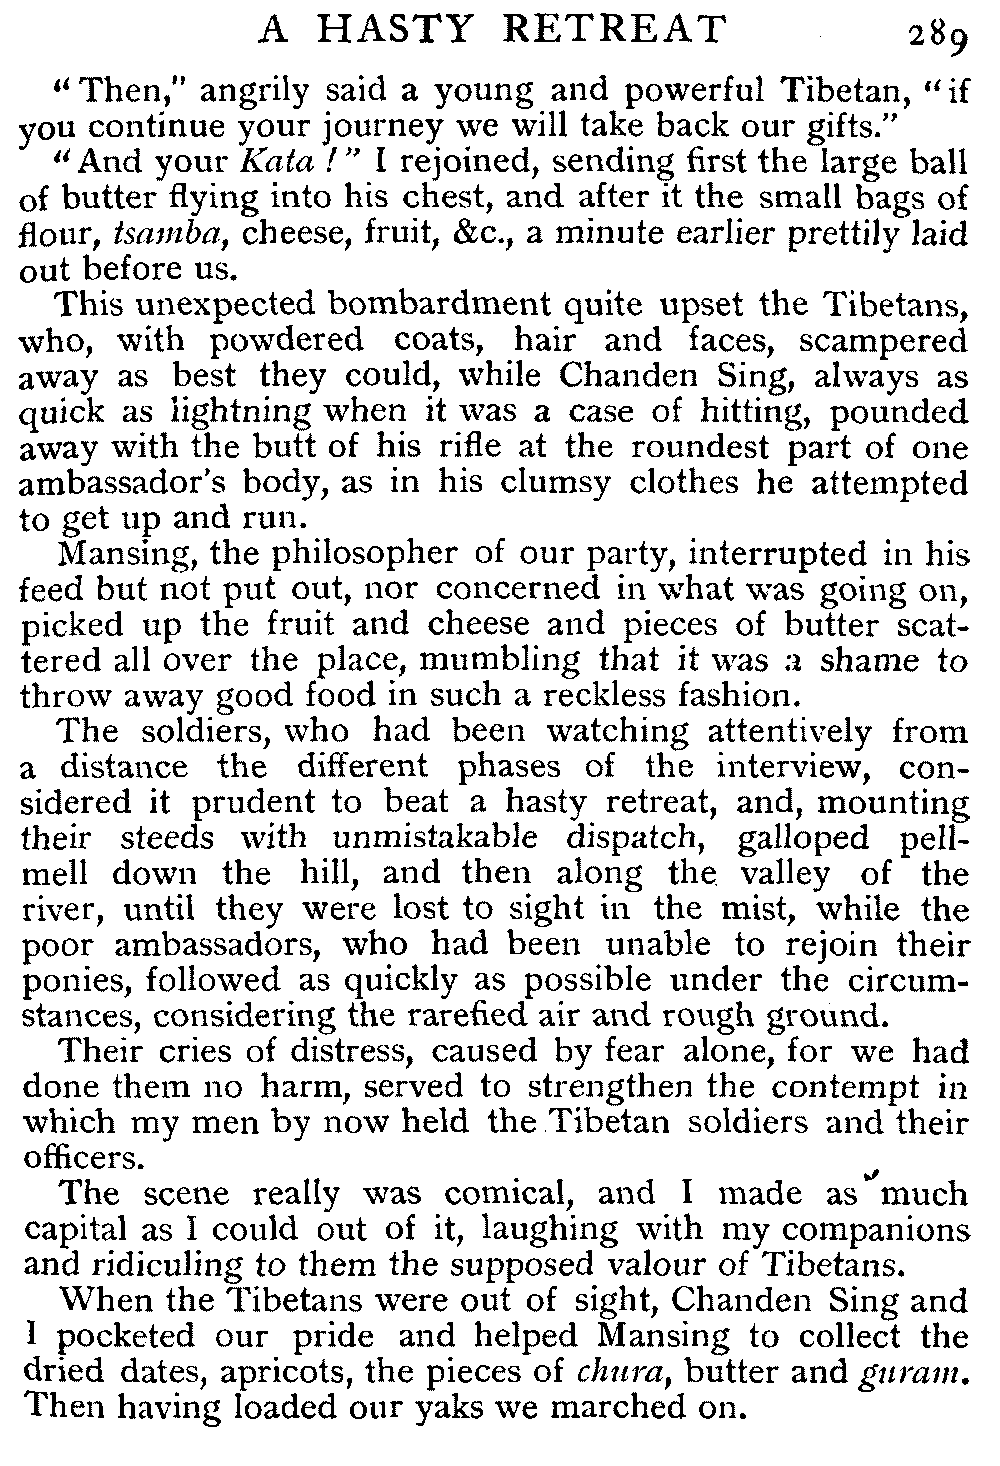 A HASTY RETREAT 289
"Then," angrily said a young and powerful Tibetan, "if
you continue your journey we will take back our gifts."
"And your Kata!" I rejoined, sending first the large ball
of butter flying into his chest, and after it the small bags of
flour, tsamba, cheese, fruit, &c., a minute earlier prettily laid
out before us.
This unexpected bombardment quite upset the Tibetans,
who, with powdered coats, hair and faces, scampered
away as best they could, while Chanden Sing, always as
quick as lightning when it was a case of hitting, pounded
away with the butt of his rifle at the roundest part of one
ambassador's body, as in his clumsy clothes he attempted
to get up and run.
Mansing, the philosopher of our party, interrupted in his
feed but not put out, nor concerned in what was going on,
picked up the fruit and cheese and pieces of butter scat-
tered all over the place, mumbling that it was a shame to
throw away good food in such a reckless fashion.
The soldiers, who had been watching attentively from
a distance the different phases of the interview, con-
sidered it prudent to beat a hasty retreat, and, mounting
their steeds with unmistakable dispatch, galloped pell-
mell down the hill, and then along the valley of the
river, until they were lost to sight in the mist, while the
poor ambassadors, who had been unable to rejoin their
ponies, followed as quickly as possible under the circum-
stances, considering the rarefied air and rough ground.
Their cries of distress, caused by fear alone, for we had
done them no harm, served to strengthen the contempt in
which my men by now held the Tibetan soldiers and their
officers.
The scene really was comical, and I made as much
capital as I could out of it, laughing with my companions
and ridiculing to them the supposed valour of Tibetans.
When the Tibetans were out of sight, Chanden Sing and
I pocketed our pride and helped Mansing to collect the
dried dates, apricots, the pieces of chura, butter and guram.
Then having loaded our yaks we marched on.